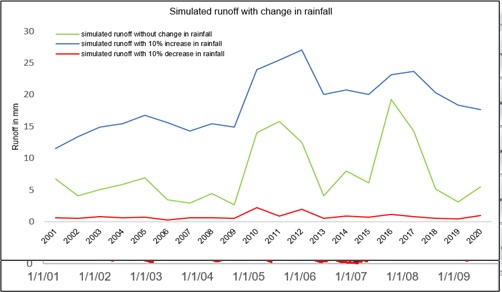 Simulated runoff with change in rainfall
simulated runoff without change in rainfall
simulated runoff with 10% increase in rainfall
simulated runoff with 10% decrease in rainfall
Runoff in mm
30
25
20
15
10
5
0
2001 2002 2003 2004 2005 2006 2007 2008 2009 2010 2011 2012 2013 2014 2015 2016 2017 2018 2019 2020
0
1/1/01 1/1/02 1/1/03 1/1/04 1/1/05 1/1/06 1/1/07 1/1/08 1/1/09